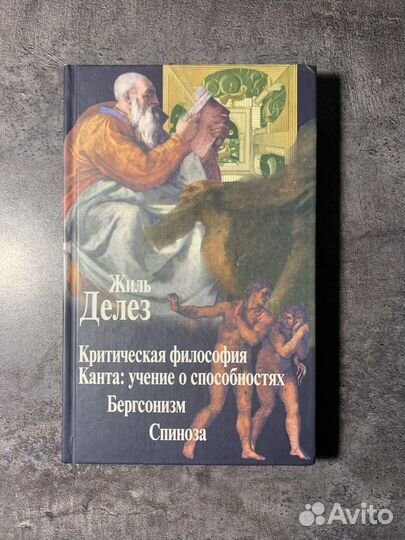 Жиль
Делез
Критическая философия
Канта: учение о способностях
Бергсонизм
Спиноза
Avito